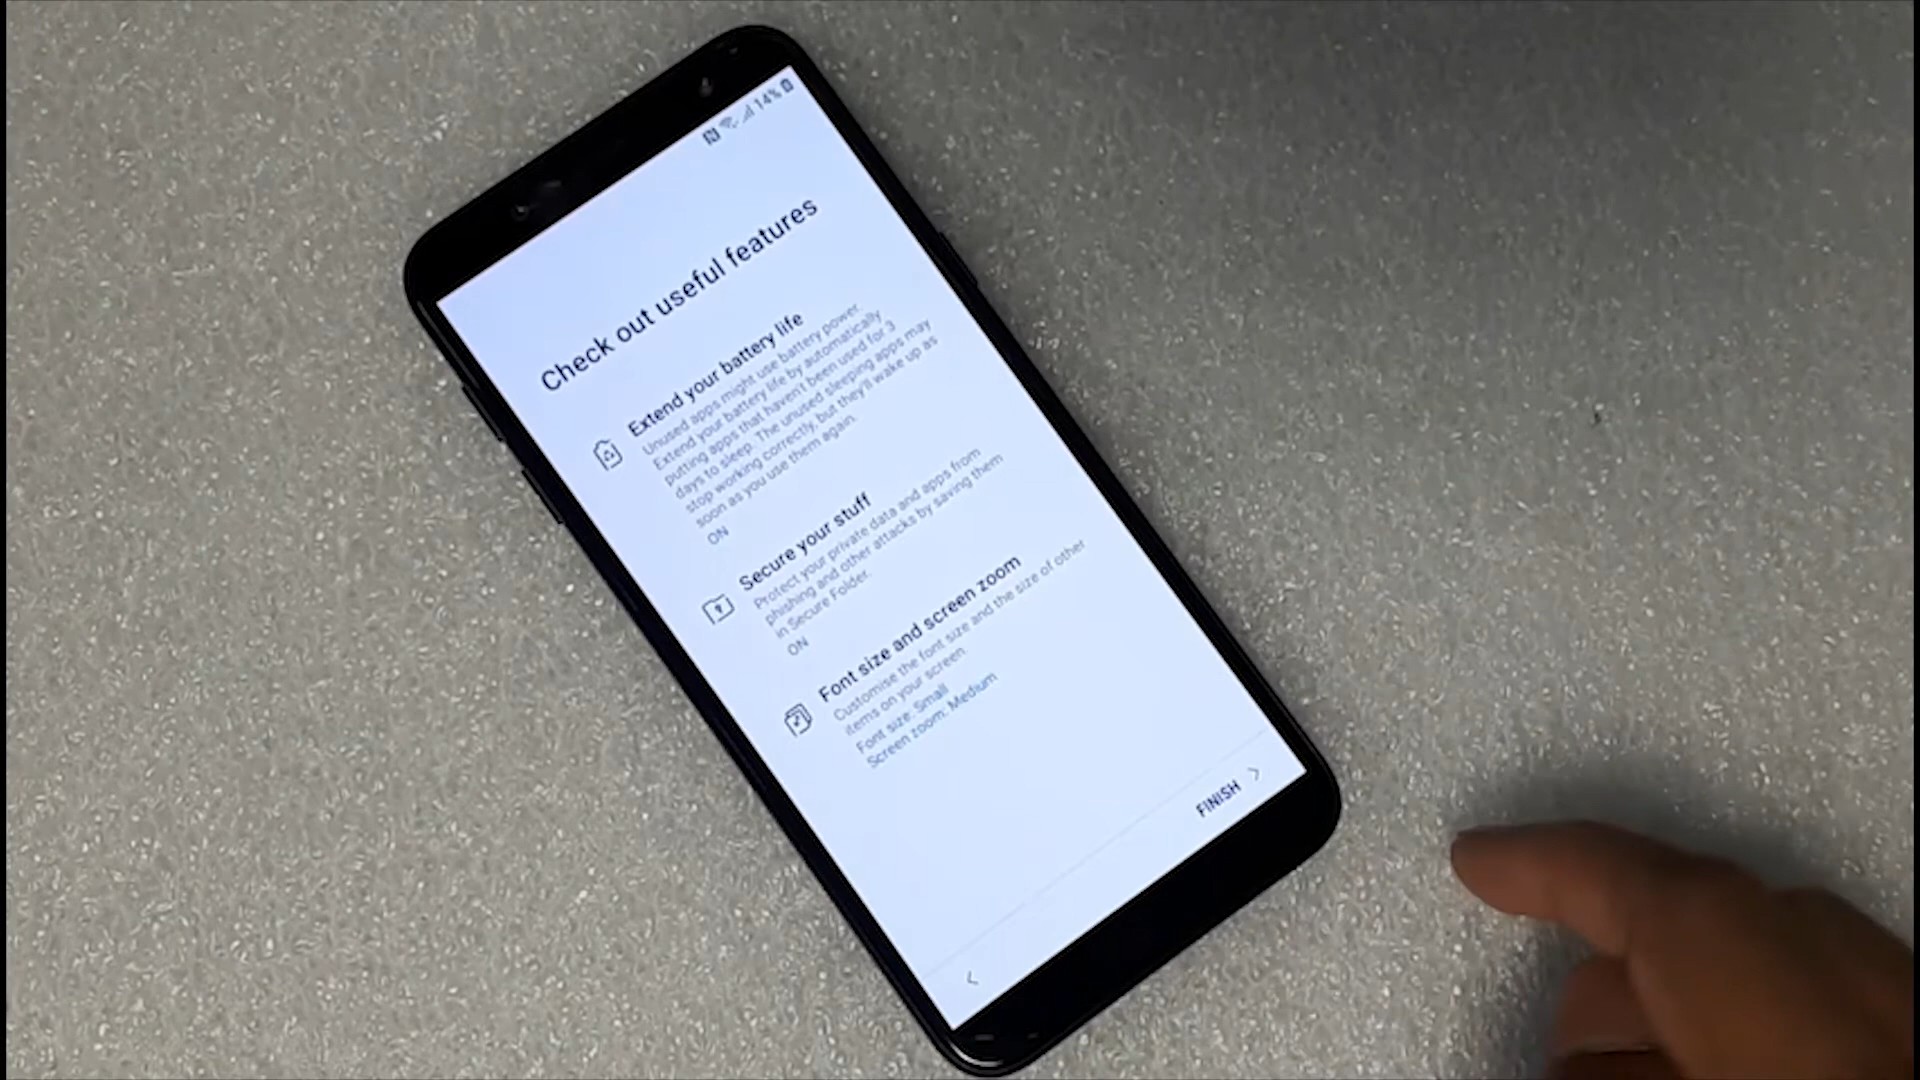 14%
Check out useful features
Extend your battery life
Unused apps might use battery power.
Extend your battery life by automatically
putting apps that haven't been used for 3
days to sleep. The unused sleeping apps may
stop working correctly, but they'll wake up as
soon as you use them again.
ON
Secure your stuff
Protect your private data and apps from
phishing and other attacks by saving them
in Secure Folder.
ON
Font size and screen zoom
Customise the font size and the size of other
items on your screen.
Font size: Small
Screen zoom: Medium
FINISH